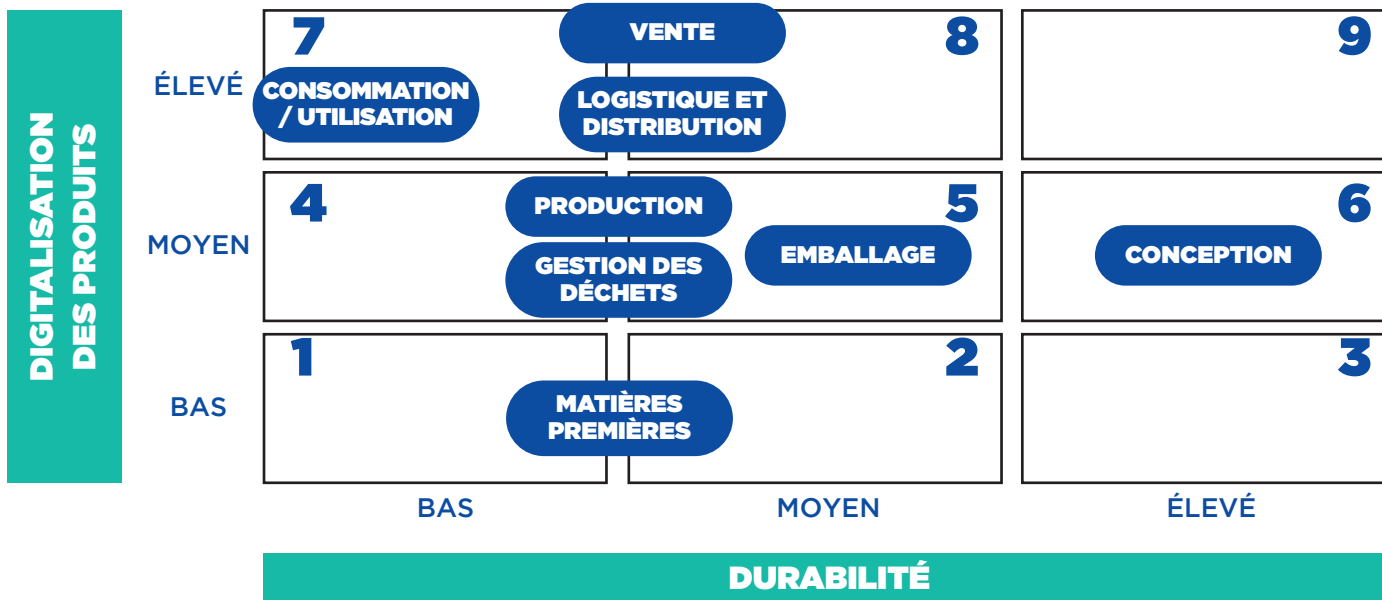 DIGITALISATION
DES PRODUITS
ÉLEVÉ
7
VENTE
8
9
CONSOMMATION
/ UTILISATION
LOGISTIQUE ET
DISTRIBUTION
MOYEN
4
PRODUCTION
5
6
GESTION DES
DÉCHETS
EMBALLAGE
CONCEPTION
BAS
1
2
3
MATIÈRES
PREMIÈRES
BAS
MOYEN
ÉLEVÉ
DURABILITÉ